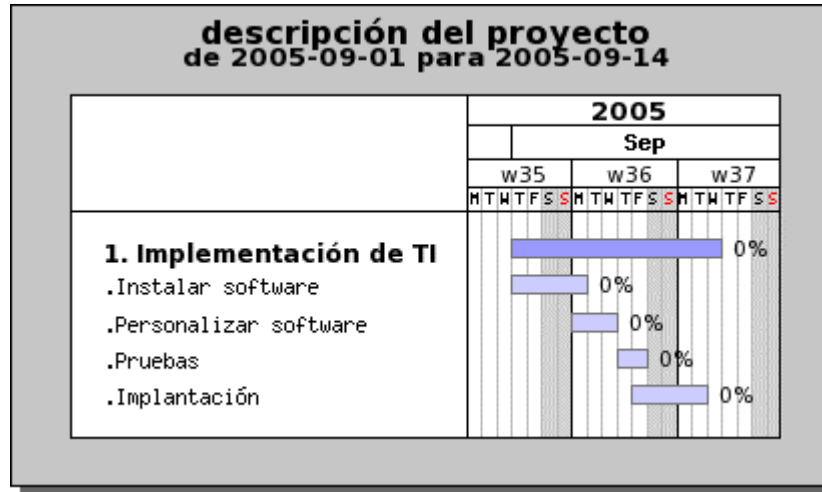 descripción del proyecto
de 2005-09-01 para 2005-09-14
2005
Sep
w35 w36 w37
M T W T F S S M T W T F S S M T W T F S S
1. Implementación de TI 0%
.Instalar software 0%
.Personalizar software 0%
.Pruebas 0%
.Implantación 0%